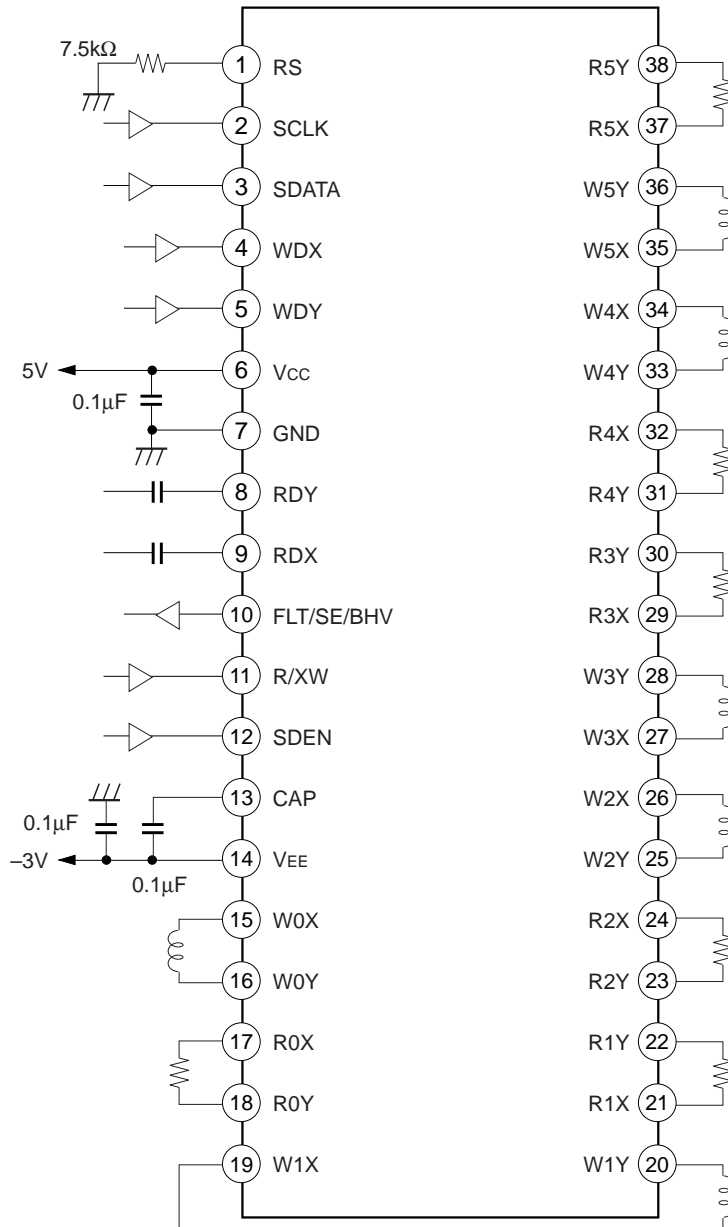 7.5kΩ 1 RS R5Y 38
2 SCLK R5X 37
3 SDATA W5Y 36
4 WDX W5X 35
5 WDY W4X 34
5V 6 VCC W4Y 33
0.1μF
7 GND R4X 32
8 RDY R4Y 31
9 RDX R3Y 30
10 FLT/SE/BHV R3X 29
11 R/XW W3Y 28
12 SDEN W3X 27
13 CAP W2X 26
0.1μF
–3V 14 VEE W2Y 25
0.1μF
15 W0X R2X 24
16 W0Y R2Y 23
17 R0X R1Y 22
18 R0Y R1X 21
19 W1X W1Y 20